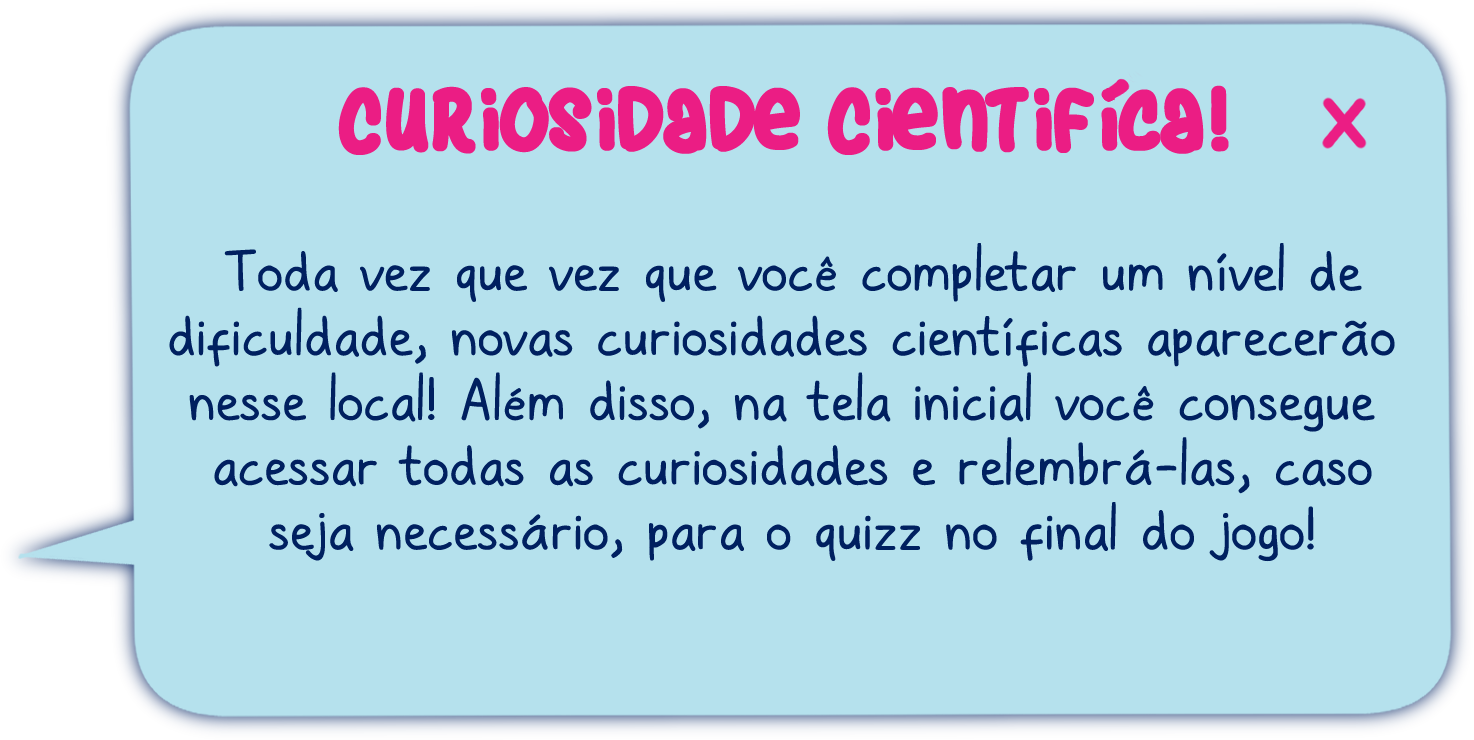 CURIOSIDADE CIENTIFÍCA! X
Toda vez que vez que você completar um nível de
dificuldade, novas curiosidades científicas aparecerão
nesse local! Além disso, na tela inicial você consegue
acessar todas as curiosidades e relembrá-las, caso
seja necessário, para o quizz no final do jogo!